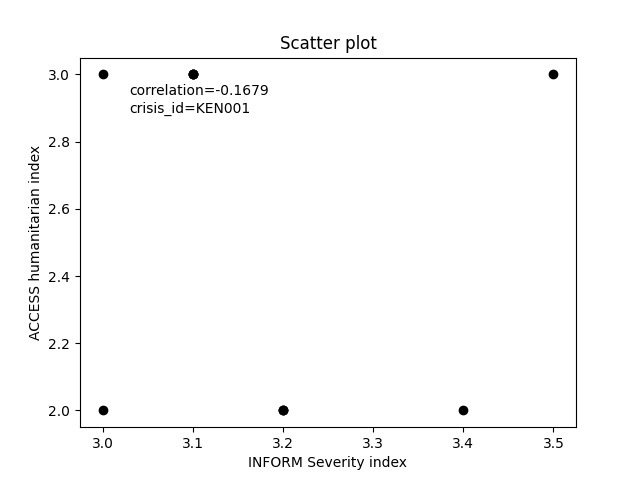 Scatter plot
3.0
correlation=-0.1679
crisis_id=KEN001
2.8
2.6
2.4
2.2
2.0
ACCESS humanitarian index
3.0 3.1 3.2 3.3 3.4 3.5
INFORM Severity index